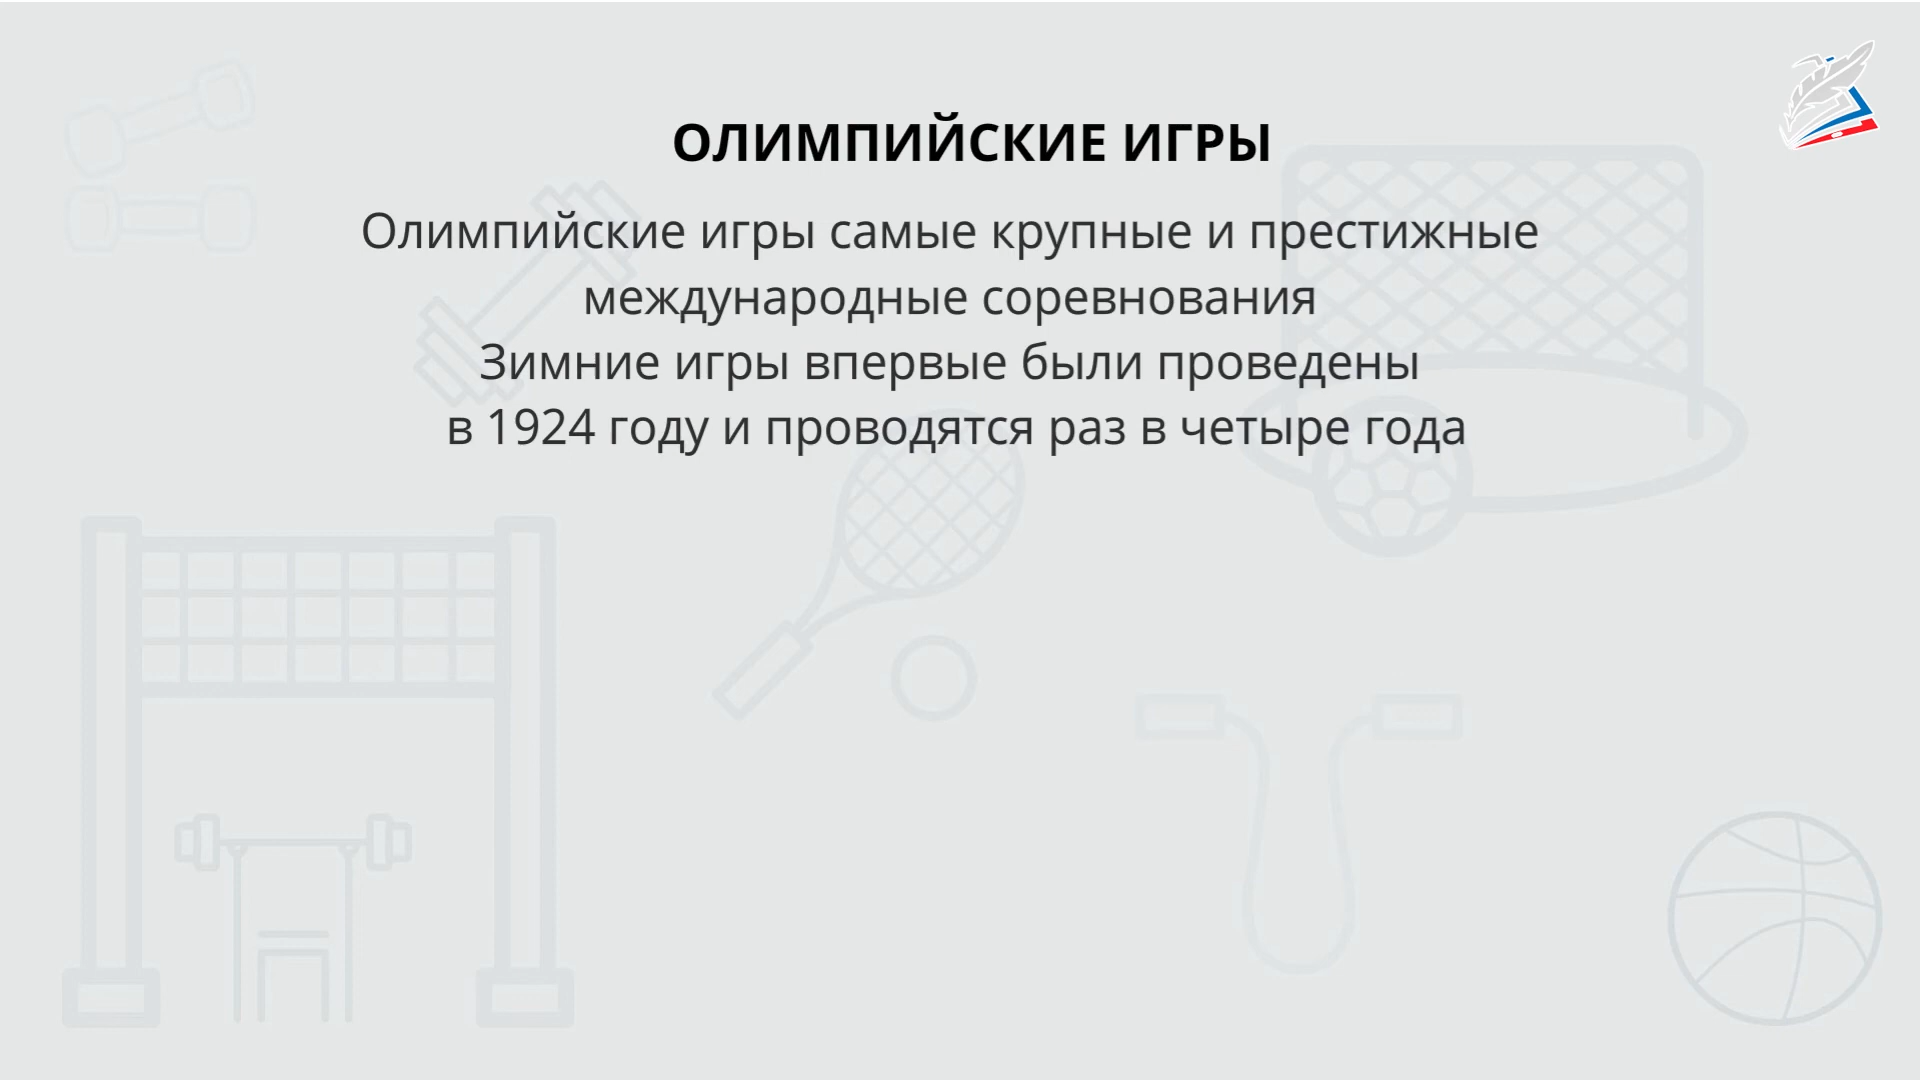 ОЛИМПИЙСКИЕ ИГРЫ
Олимпийские игры самые крупные и престижные
международные соревнования
Зимние игры впервые были проведены
в 1924 году и проводятся раз в четыре года